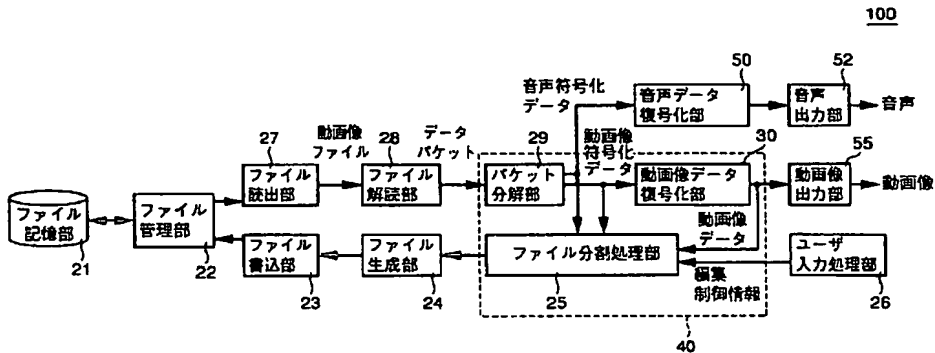 100
50
52
音声符号化
データ
音声データ
復号化部
音声
出力部
音声
27
動画像
ファイル
28
データ
パケット
29
動画像
符号化
データ
30
55
ファイル
読出部
ファイル
解読部
パケット
分解部
動画像データ
復号化部
動画像
出力部
動画像
ファイル
記憶部
21
ファイル
管理部
22
動画像
データ
ファイル
書込部
23
ファイル
生成部
24
ファイル分割処理部
25
編集
制御情報
ユーザ
入力処理部
26
40